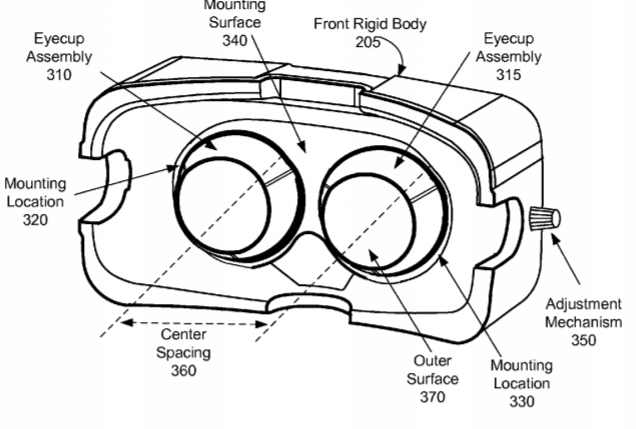 Mounting
Surface
340
Front Rigid Body
205
Eyecup
Assembly
310
Eyecup
Assembly
315
Mounting
Location
320
Adjustment
Mechanism
350
Center
Spacing
360
Outer
Surface
370
Mounting
Location
330